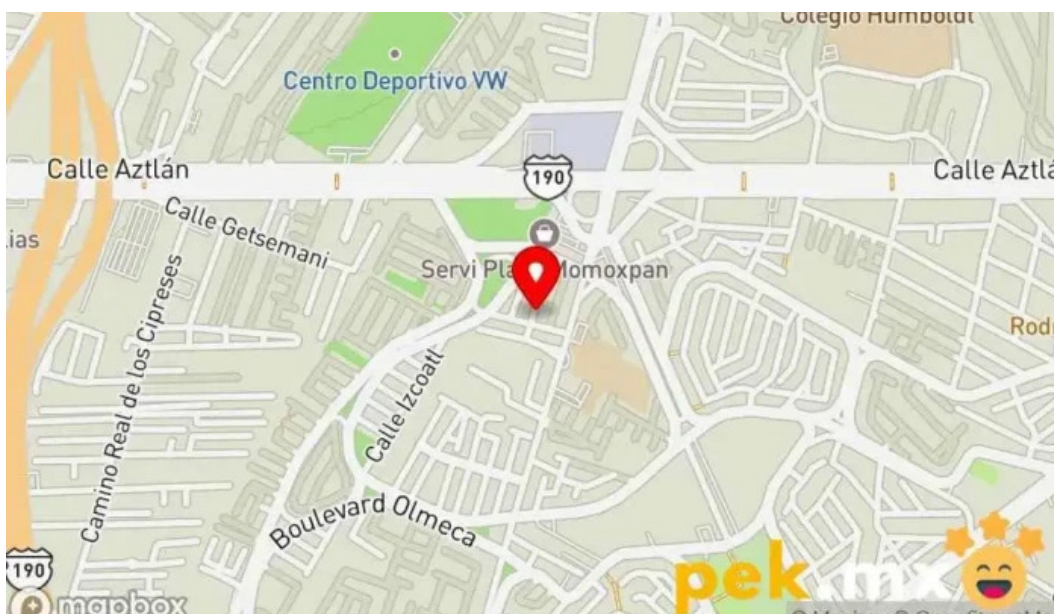 Colegio Humboldt
Centro Deportivo VW
Calle Aztlán
190
Calle Aztlá
Calle Getsemani
ias
Servi Pla Momoxpan
Camino Real de los Cipreses
Rod
Calle Izcoatl
Boulevard Olmeca
190
pek.mx
mapbox